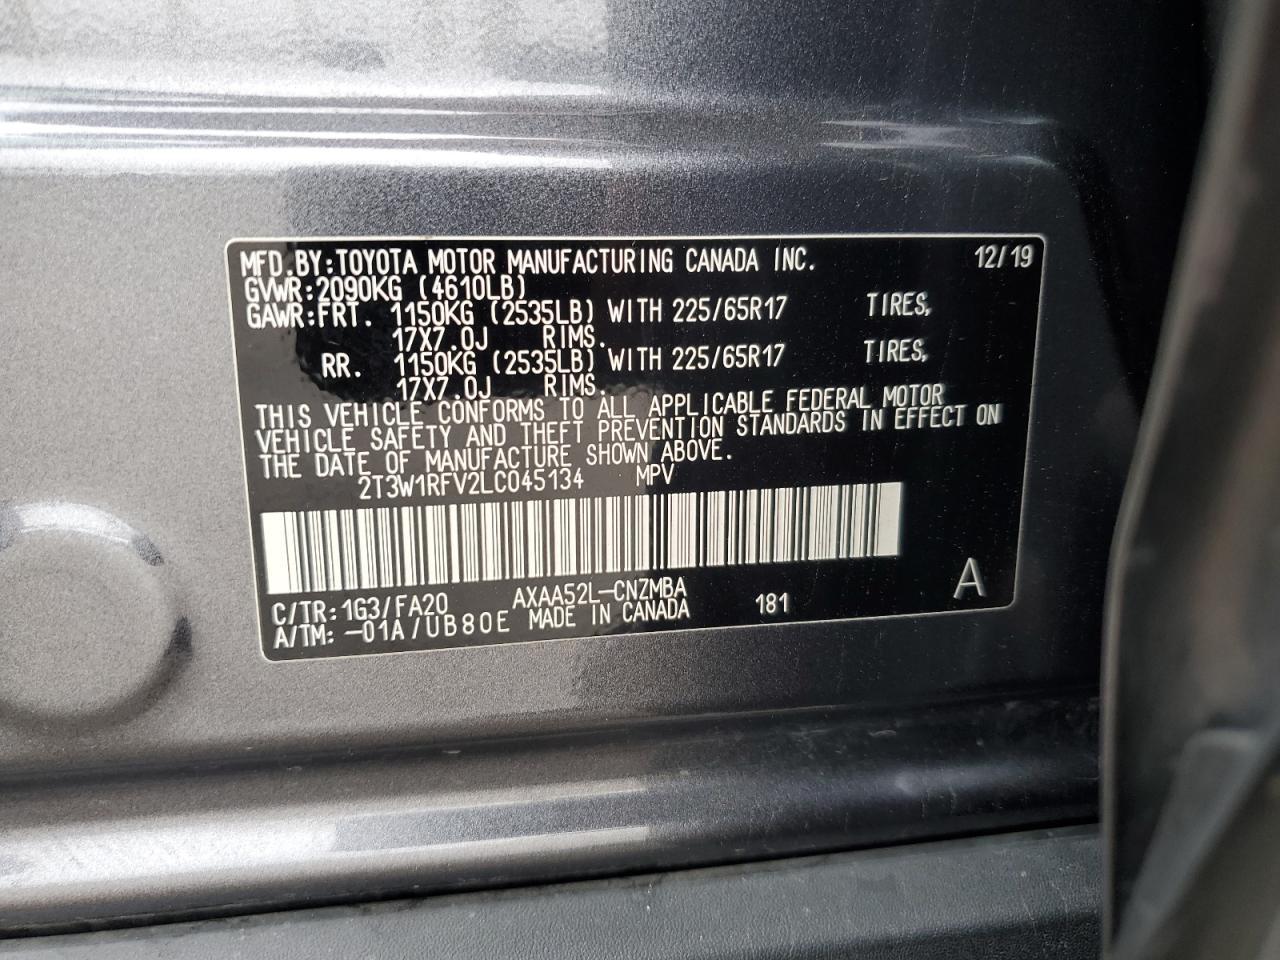 MFD.BY:TOYOTA MOTOR MANUFACTURING CANADA INC. 12/19
GVWR:2090KG (4610LB)
GAWR:FRT. 1150KG (2535LB) WITH 225/65R17 TIRES,
17X7.0J RIMS.
RR. 1150KG (2535LB) WITH 225/65R17 TIRES,
17X7.0J RIMS.
THIS VEHICLE CONFORMS TO ALL APPLICABLE FEDERAL MOTOR
VEHICLE SAFETY AND THEFT PREVENTION STANDARDS IN EFFECT ON
THE DATE OF MANUFACTURE SHOWN ABOVE.
2T3W1RFV2LC045134 MPV
C/TR:1G3/FA20 AXAA52L-CNZMBA
A/TM:-01A/UB80E MADE IN CANADA 181 A